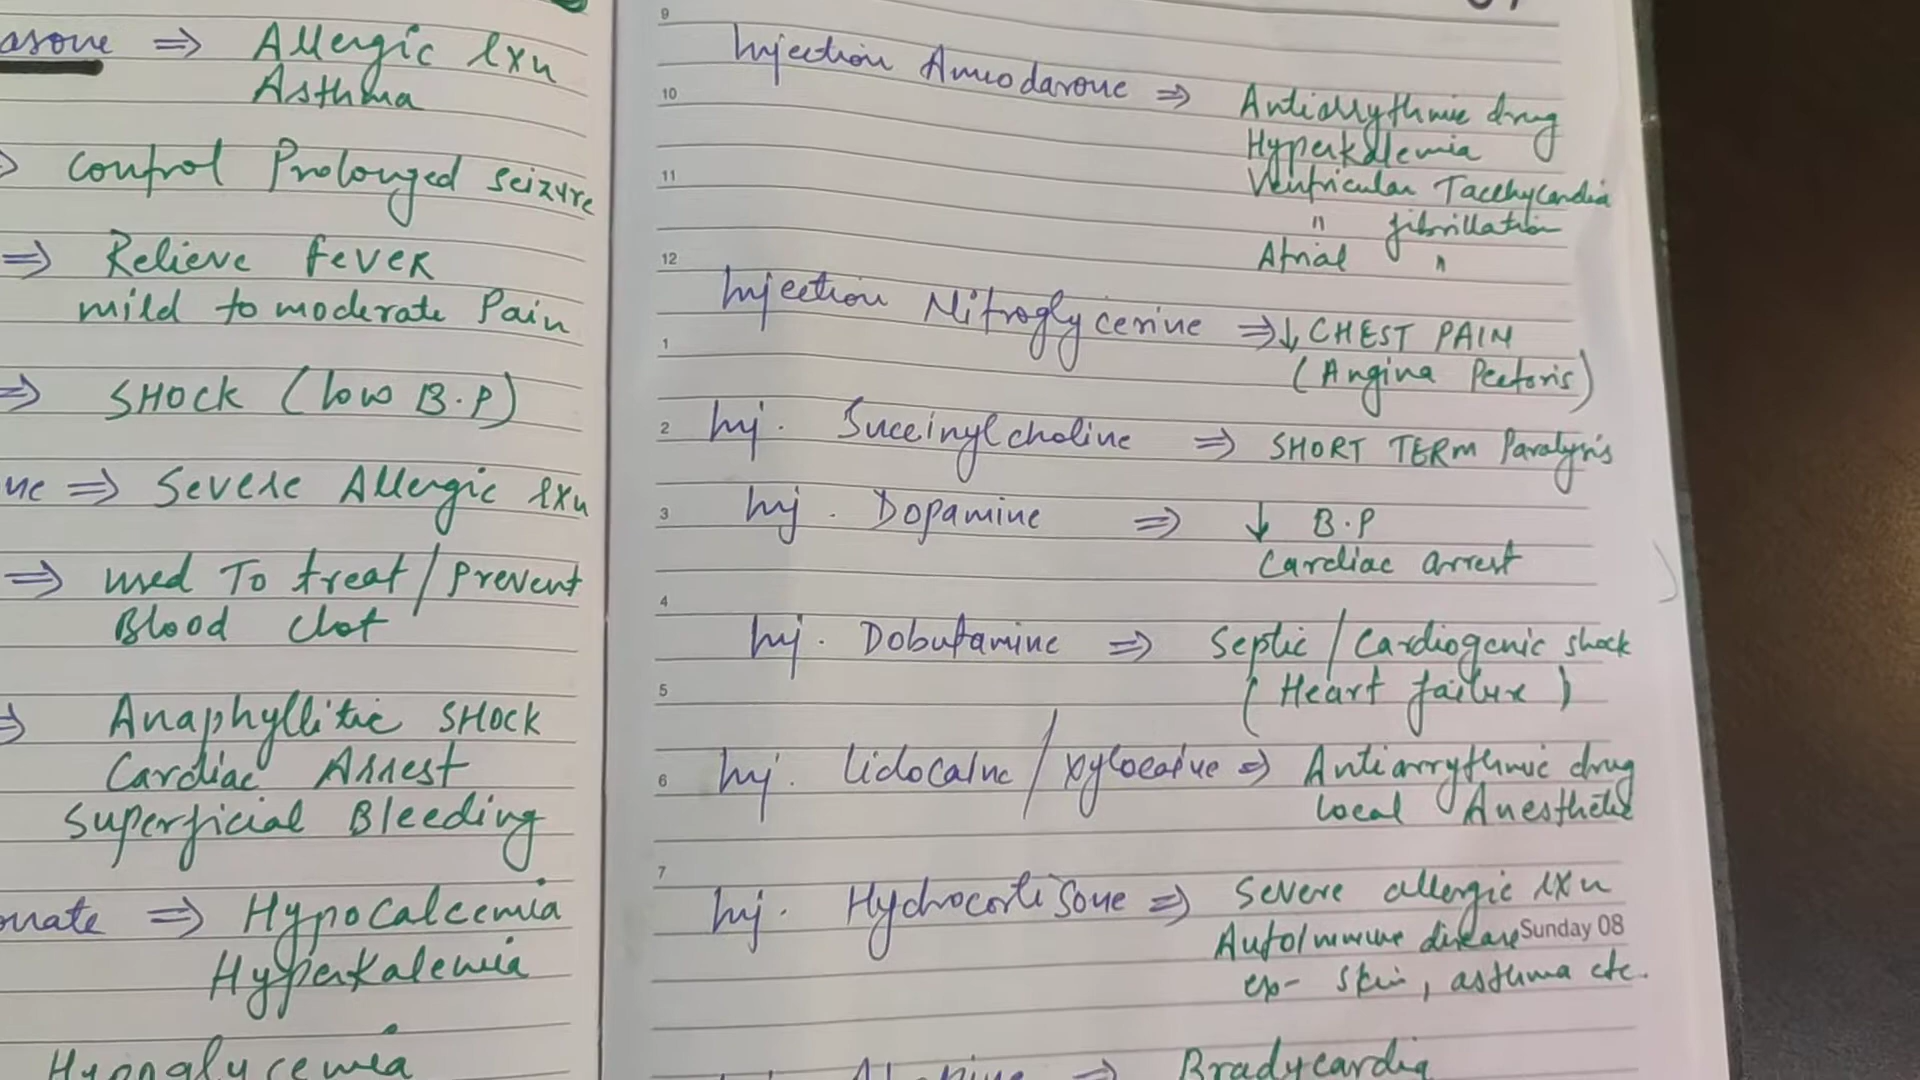 asone ⇒ Allergic rxn
Asthma
Control Prolonged seizure
⇒ Relieve fever
mild to moderate Pain
⇒ SHOCK (low B.P)
ne ⇒ Severe Allergic rxn
⇒ used To treat / Prevent
Blood Clot
⇒ Anaphyllitic SHOCK
Cardiac Arrest
Superficial Bleeding
onate ⇒ Hypocalcemia
Hyperkalemia
Hypoglycemia
9
Injection Amiodarone ⇒ Antiarrythmic drug
10
Hyperkalemia
11
Ventricular Tacchycardia
" fibrillation
12
Atrial "
Injection Nitroglycerine ⇒ ↓ CHEST PAIN
1
(Angina Pectoris)
2 Inj. Succinylcholine ⇒ SHORT TERM Paralysis
3 Inj. Dopamine ⇒ ↓ B.P
Cardiac arrest
4
Inj. Dobutamine ⇒ Septic / Cardiogenic shock
5
(Heart failure)
6 Inj. lidocaine / xylocaine ⇒ Antiarrythmic drug
local Anesthetic
7
Inj. Hydrocortisone ⇒ Severe allergic rxn
Autoimmune disease Sunday 08
ex- skin, asthma etc.
⇒ Bradycardia